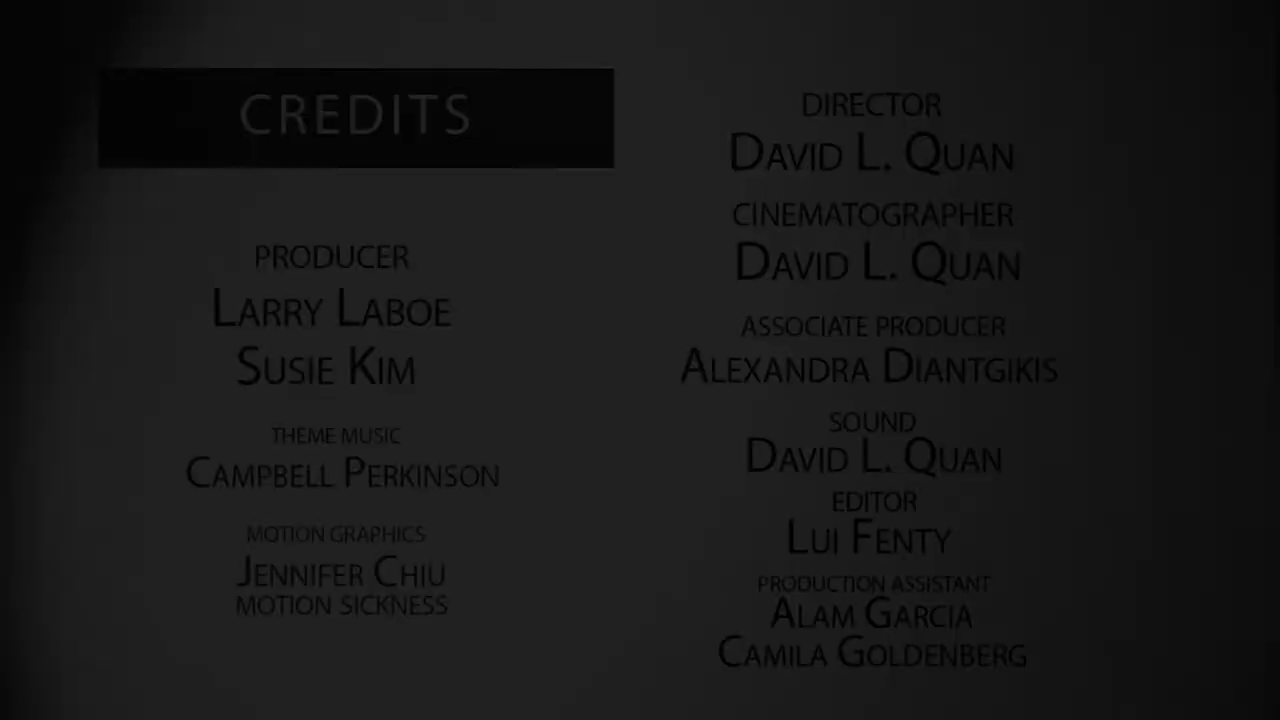 CREDITS
PRODUCER
LARRY LABOE
SUSIE KIM
THEME MUSIC
CAMPBELL PERKINSON
MOTION GRAPHICS
JENNIFER CHIU
MOTION SICKNESS
DIRECTOR
DAVID L. QUAN
CINEMATOGRAPHER
DAVID L. QUAN
ASSOCIATE PRODUCER
ALEXANDRA DIANTGIKIS
SOUND
DAVID L. QUAN
EDITOR
LUI FENTY
PRODUCTION ASSISTANT
ALAM GARCIA
CAMILA GOLDENBERG